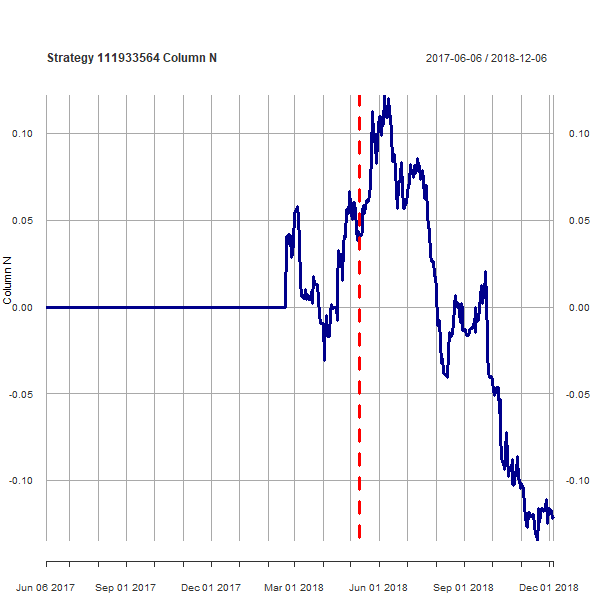 Strategy 111933564 Column N
2017-06-06 / 2018-12-06
0.10 0.10
0.05 0.05
Column N
0.00 0.00
-0.05 -0.05
-0.10 -0.10
Jun 06 2017 Sep 01 2017 Dec 01 2017 Mar 01 2018 Jun 01 2018 Sep 01 2018 Dec 01 2018